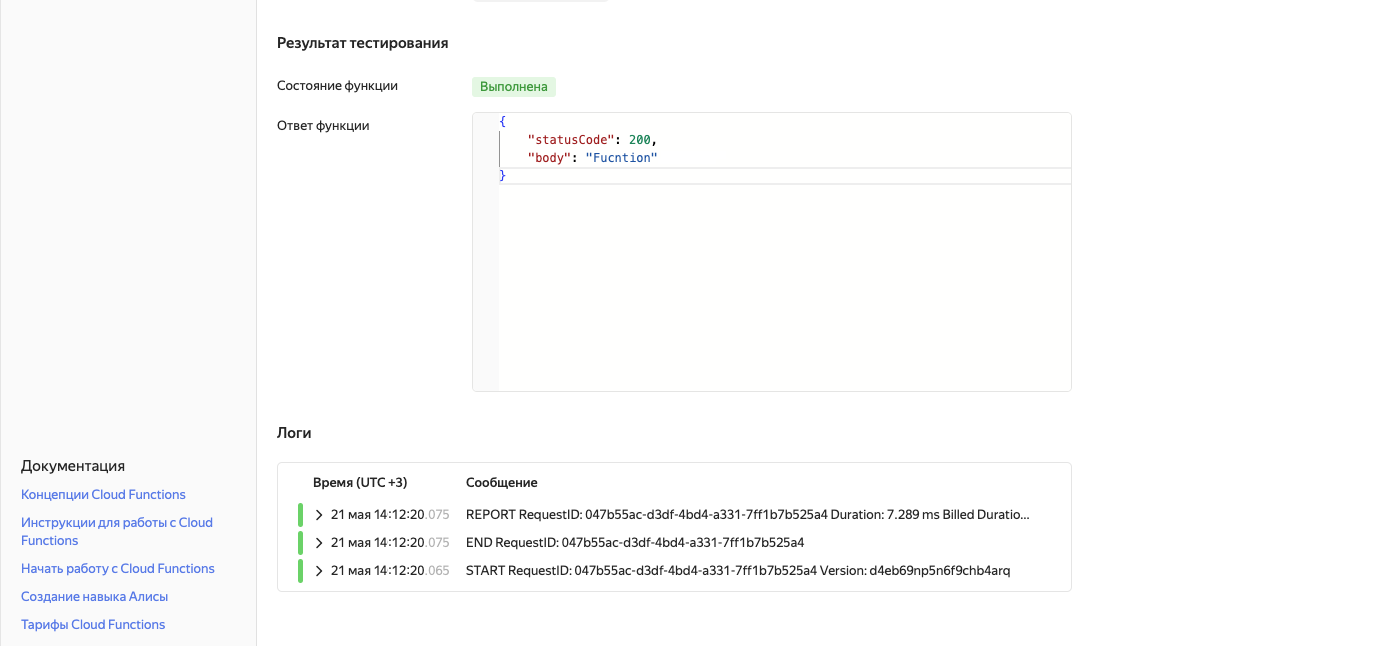 Результат тестирования
Состояние функции
Выполнена
Ответ функции
{
"statusCode": 200,
"body": "Fucntion"
}
Логи
Время (UTC +3) Сообщение
21 мая 14:12:20.075 REPORT RequestID: 047b55ac-d3df-4bd4-a331-7ff1b7b525a4 Duration: 7.289 ms Billed Duratio...
21 мая 14:12:20.075 END RequestID: 047b55ac-d3df-4bd4-a331-7ff1b7b525a4
21 мая 14:12:20.065 START RequestID: 047b55ac-d3df-4bd4-a331-7ff1b7b525a4 Version: d4eb69np5n6f9chb4arq
Документация
Концепции Cloud Functions
Инструкции для работы с Cloud
Functions
Начать работу с Cloud Functions
Создание навыка Алисы
Тарифы Cloud Functions